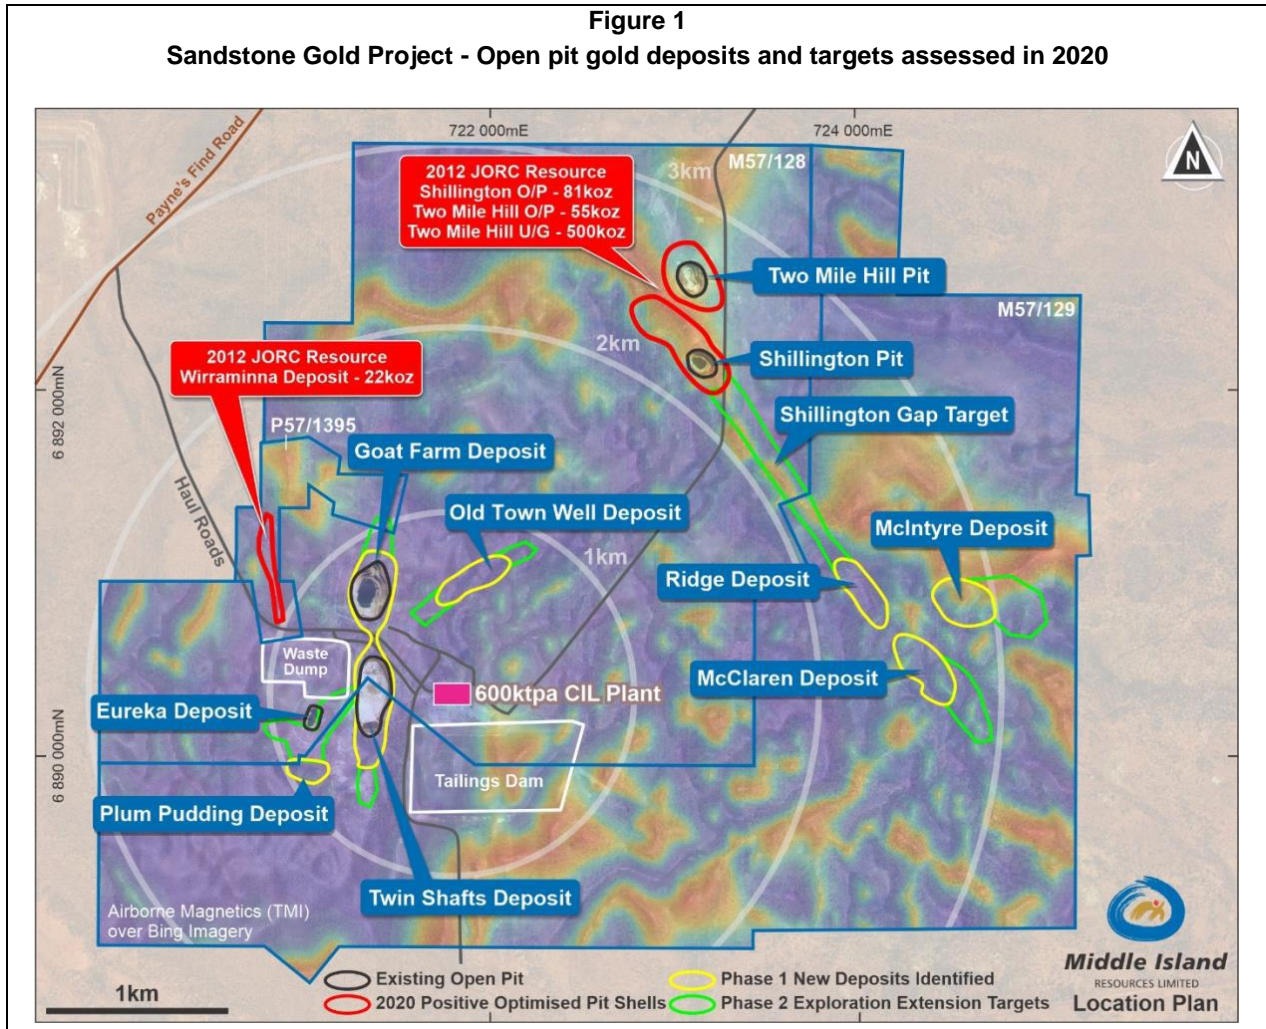 Figure 1
Sandstone Gold Project - Open pit gold deposits and targets assessed in 2020
722 000mE
724 000mE
Payne's Find Road
2012 JORC Resource
Shillington O/P - 81koz
Two Mile Hill O/P - 55koz
Two Mile Hill U/G - 500koz
3km
M57/128
N
Two Mile Hill Pit
M57/129
2km
2012 JORC Resource
Wirraminna Deposit - 22koz
Shillington Pit
6 892 000mN
P57/1395
Shillington Gap Target
Goat Farm Deposit
Haul Roads
Old Town Well Deposit
McIntyre Deposit
1km
Ridge Deposit
Waste
Dump
McClaren Deposit
600ktpa CIL Plant
Eureka Deposit
6 890 000mN
Tailings Dam
Plum Pudding Deposit
Twin Shafts Deposit
Airborne Magnetics (TMI)
over Bing Imagery
Existing Open Pit
Phase 1 New Deposits Identified
2020 Positive Optimised Pit Shells
Phase 2 Exploration Extension Targets
1km
Middle Island
RESOURCES LIMITED
Location Plan